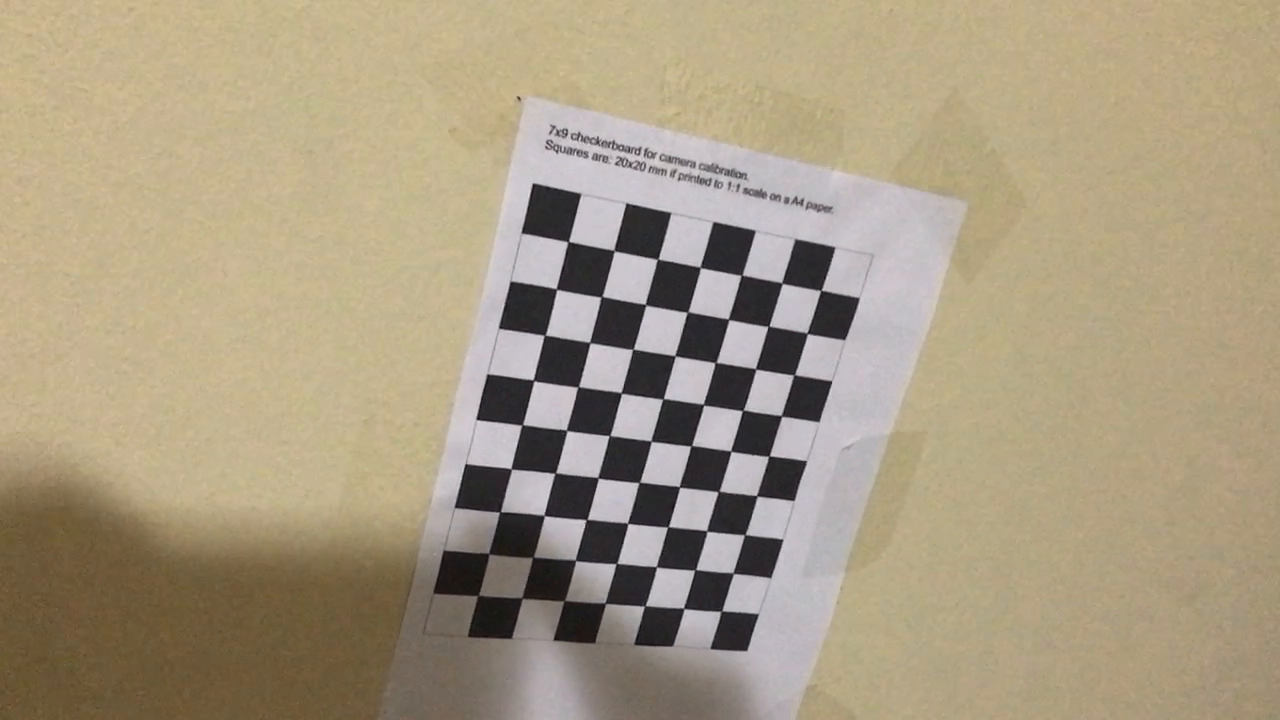 7x9 checkerboard for camera calibration.
Squares are: 20x20 mm if printed to 1:1 scale on a A4 paper.